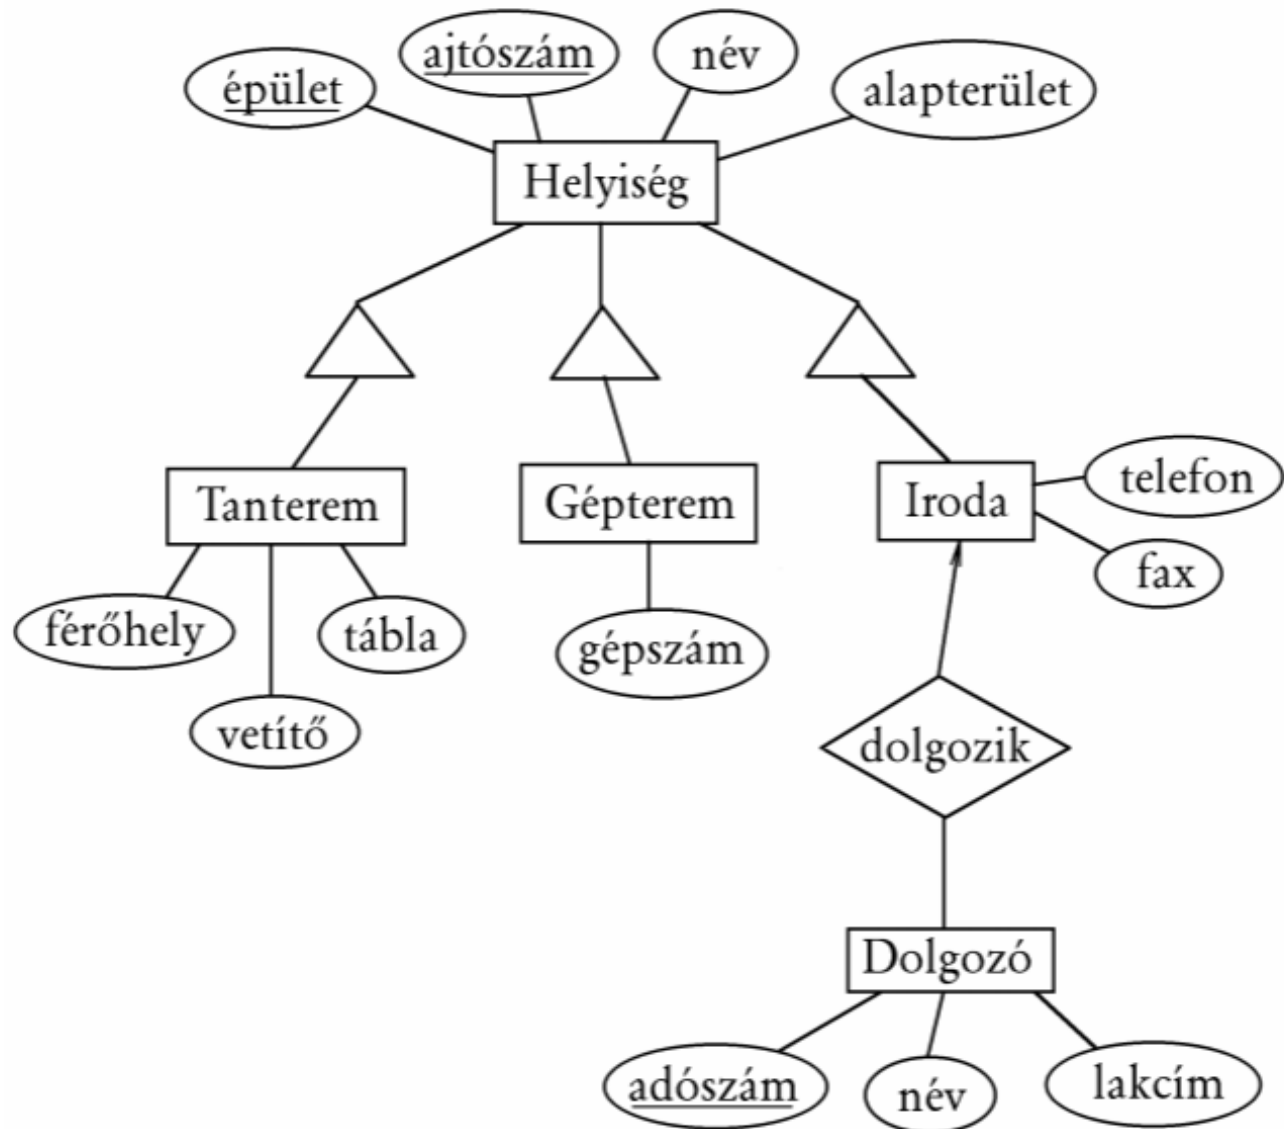 épület
ajtószám
név
alapterület
Helyiség
Tanterem
Gépterem
Iroda
telefon
fax
férőhely
vetítő
tábla
gépszám
dolgozik
Dolgozó
adószám
név
lakcím